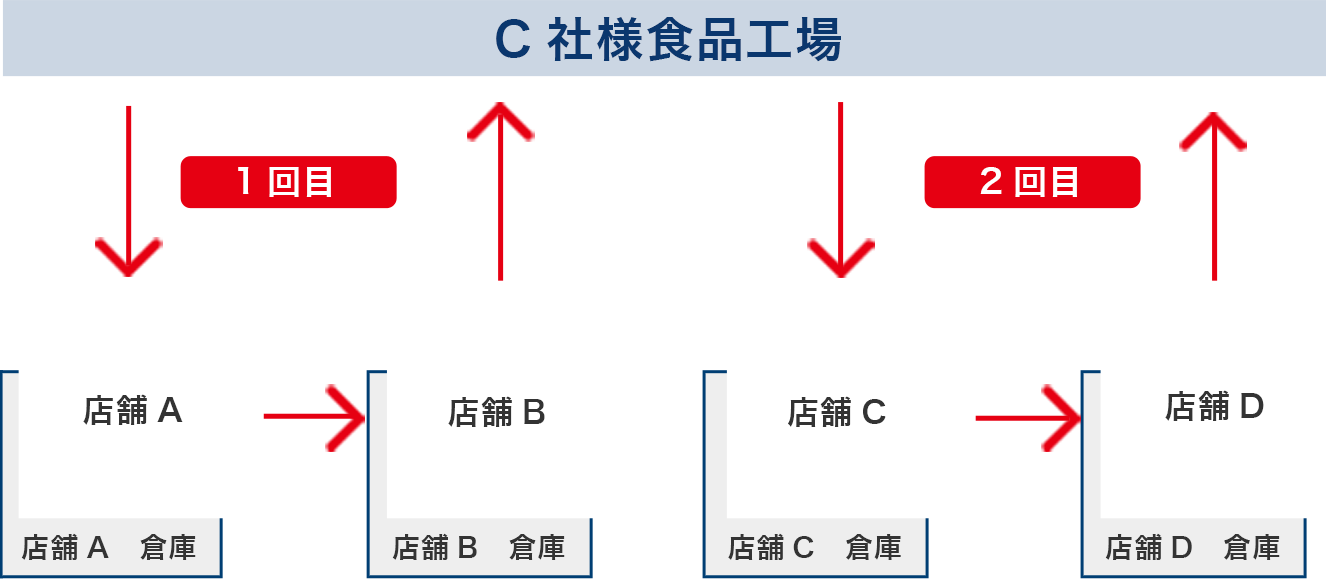 C 社様食品工場
1 回目
2 回目
店舗 A
店舗 B
店舗 C
店舗 D
店舗 A　倉庫
店舗 B　倉庫
店舗 C　倉庫
店舗 D　倉庫